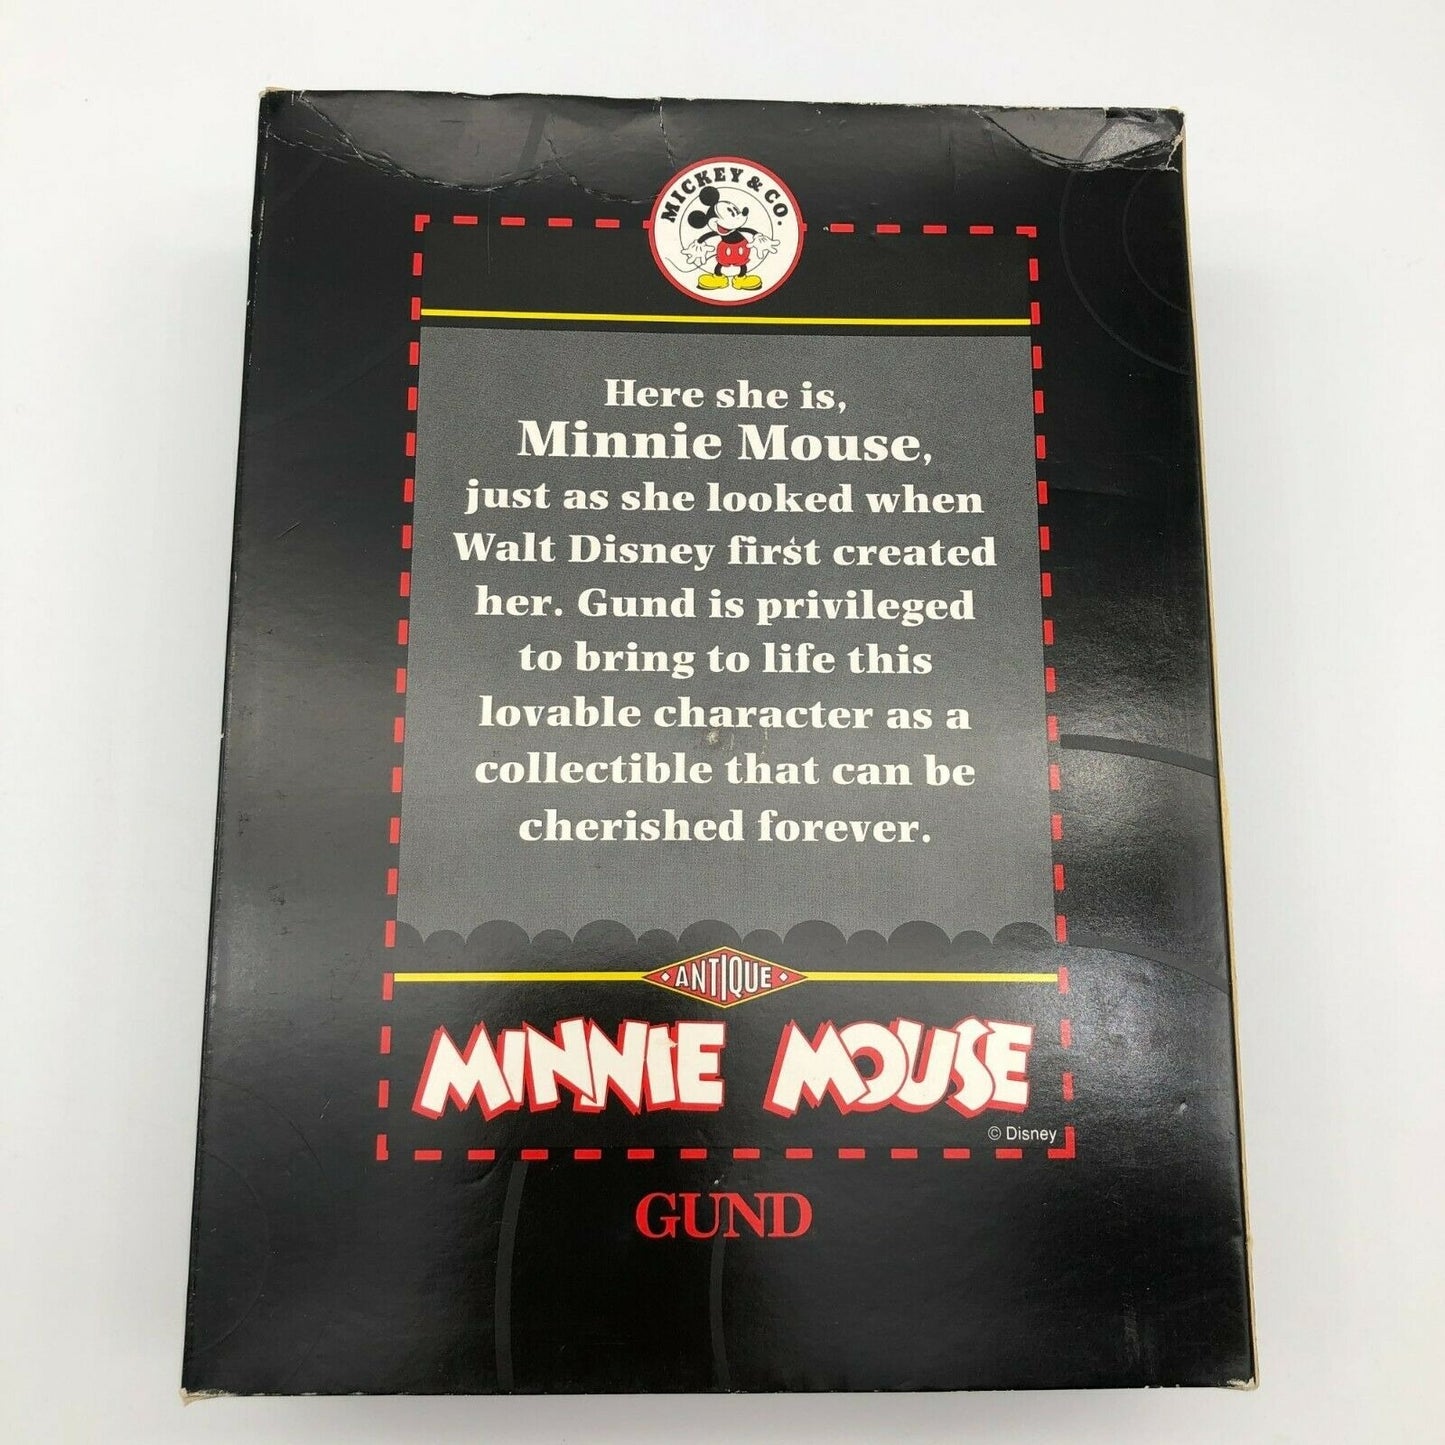 MICKEY & CO.
Here she is,
Minnie Mouse,
just as she looked when
Walt Disney first created
her. Gund is privileged
to bring to life this
lovable character as a
collectible that can be
cherished forever.
ANTIQUE
MINNIE MOUSE
© Disney
GUND